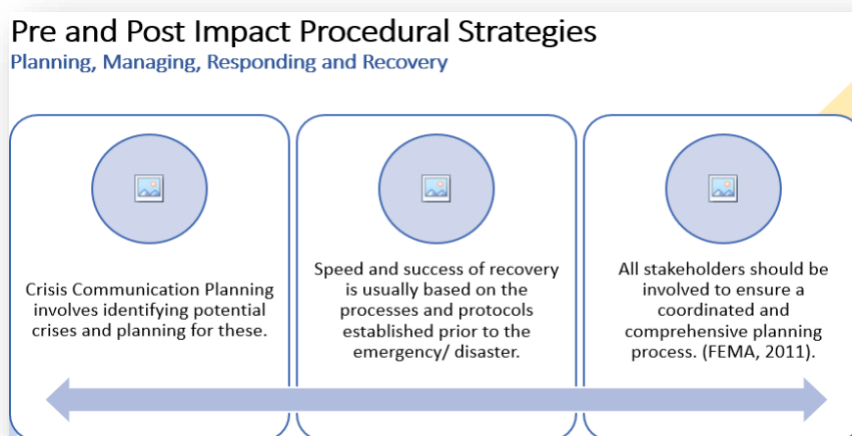 Pre and Post Impact Procedural Strategies
Planning, Managing, Responding and Recovery
Crisis Communication Planning
involves identifying potential
crises and planning for these.
Speed and success of recovery
is usually based on the
processes and protocols
established prior to the
emergency/ disaster.
All stakeholders should be
involved to ensure a
coordinated and
comprehensive planning
process. (FEMA, 2011).